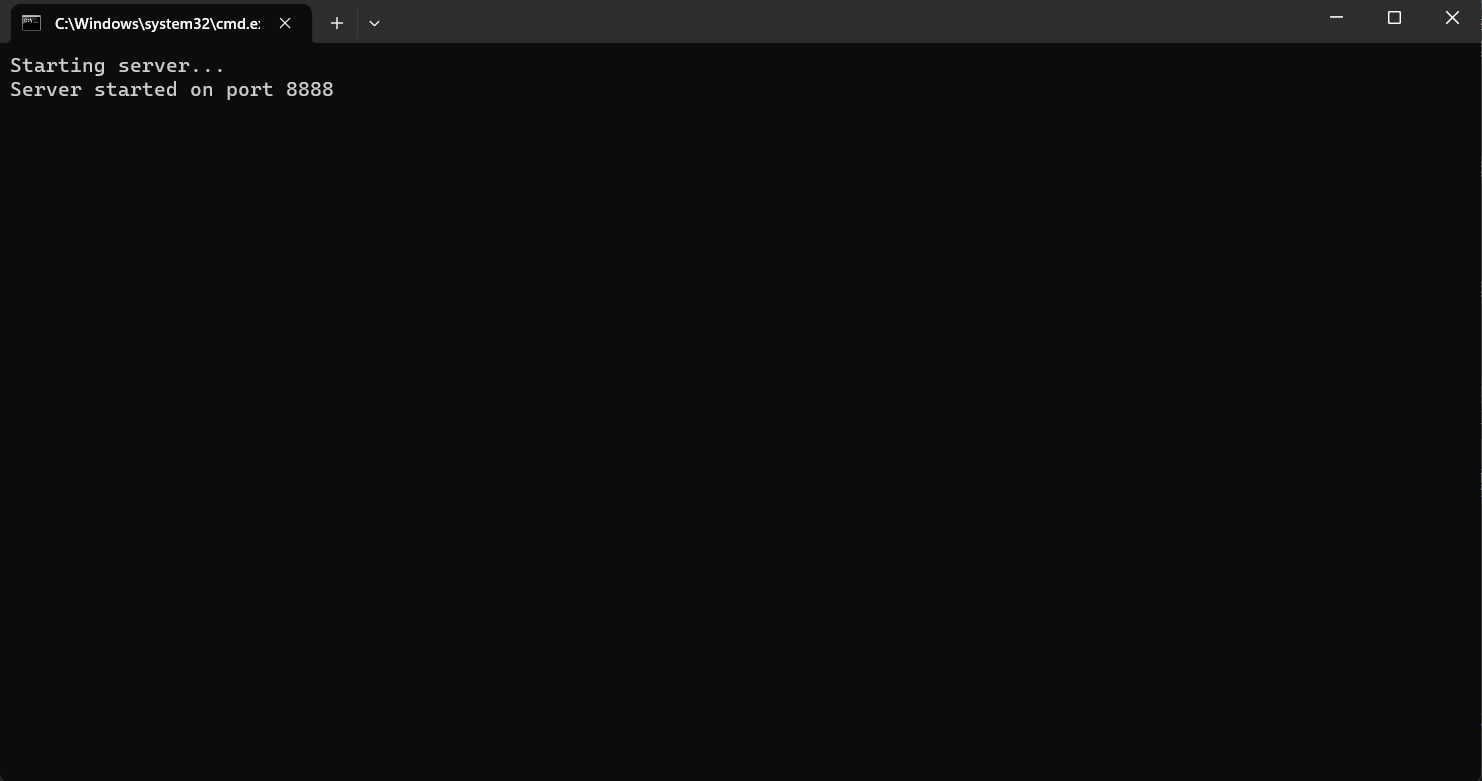 C:\Windows\system32\cmd.e
Starting server...
Server started on port 8888